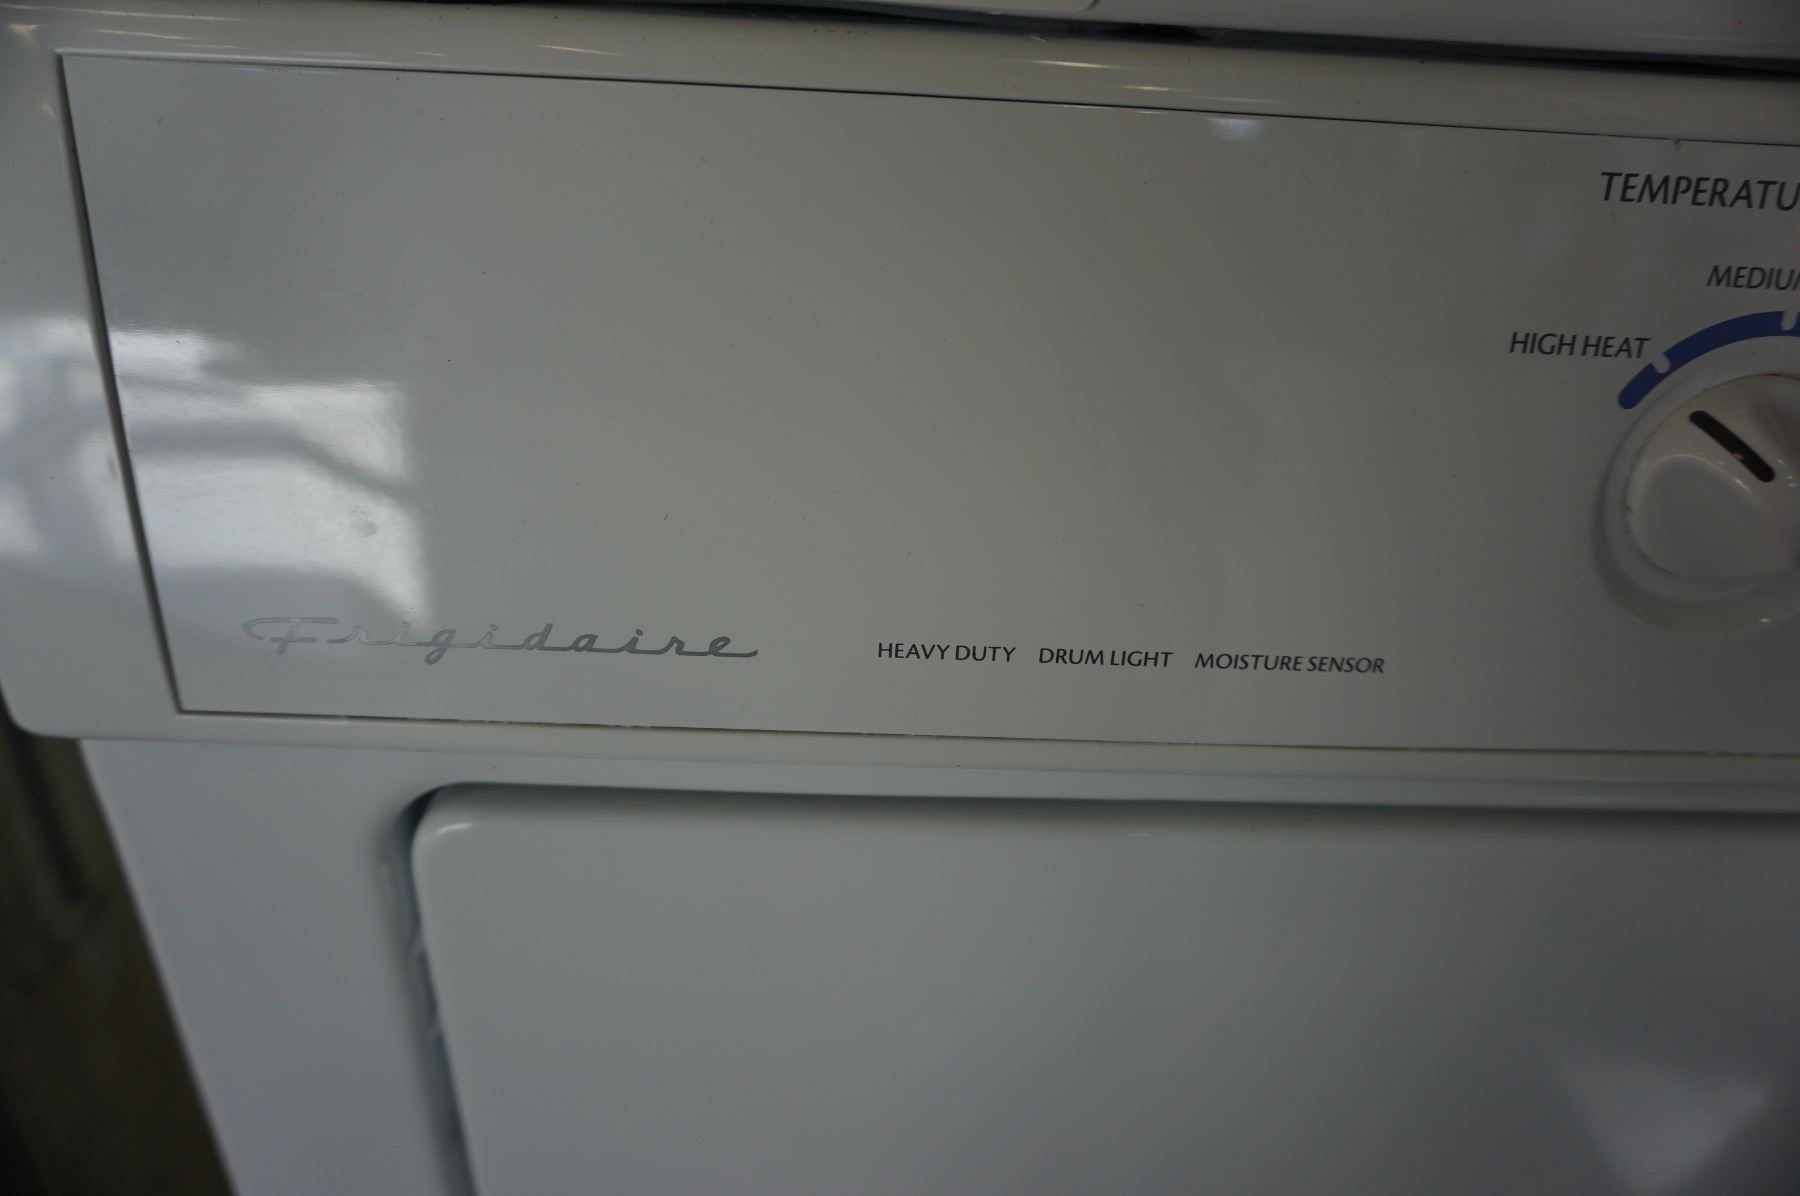 TEMPERATU
MEDIUM
HIGH HEAT
Frigidaire
HEAVY DUTY DRUM LIGHT MOISTURE SENSOR